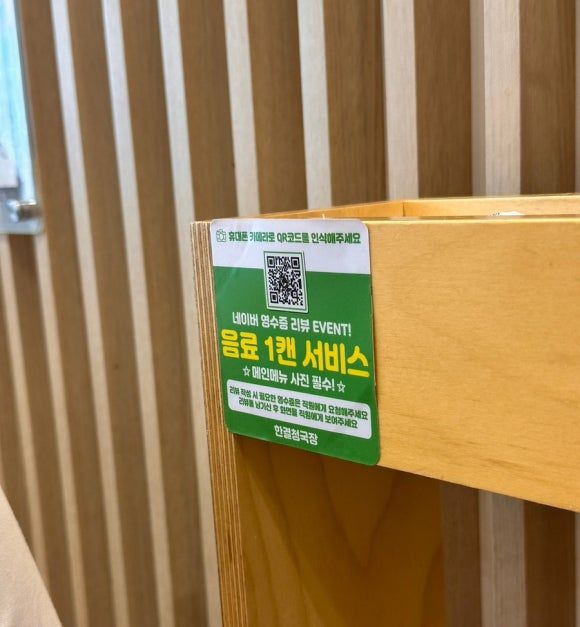 휴대폰 카메라로 QR코드를 인식해주세요
네이버 영수증 리뷰 EVENT!
음료 1캔 서비스
☆메인메뉴 사진 필수!☆
리뷰 작성 시 필요한 영수증은 직원에게 요청해주세요
리뷰를 남기신 후 화면을 직원에게 보여주세요
한결청국장